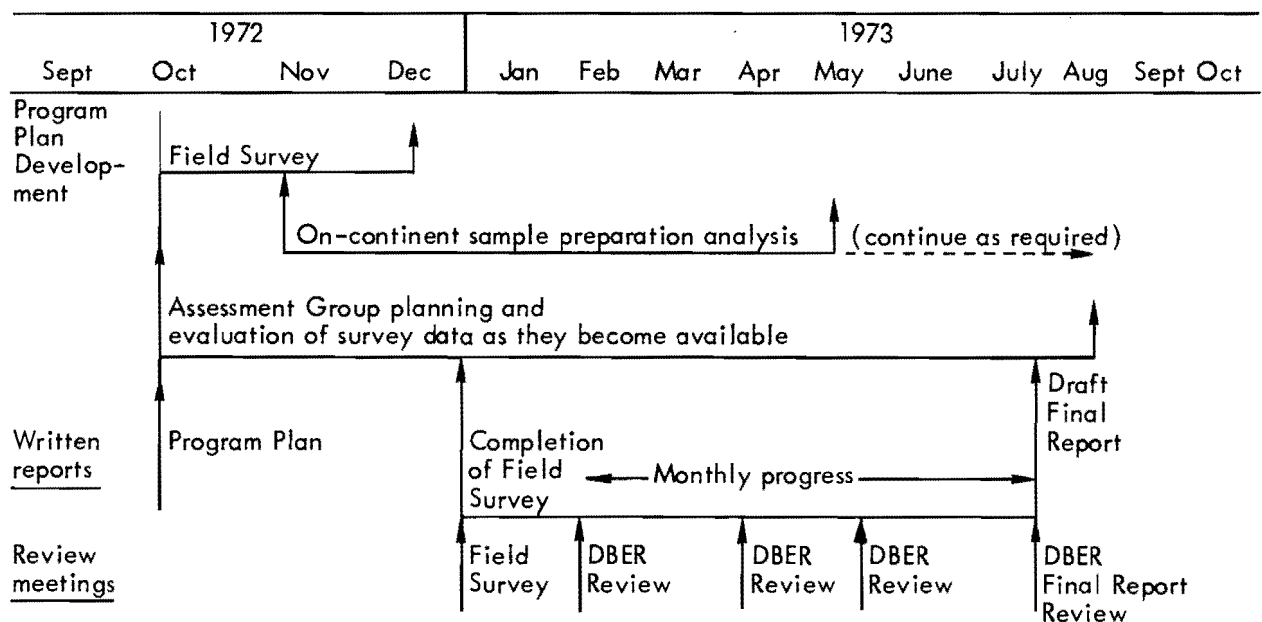 1972 1973
Sept Oct Nov Dec Jan Feb Mar Apr May June July Aug Sept Oct
Program
Plan
Develop-
ment
Field Survey
On-continent sample preparation analysis (continue as required)
Assessment Group planning and
evaluation of survey data as they become available
Written
reports
Program Plan
Completion
of Field
Survey
Monthly progress
Draft
Final
Report
Review
meetings
Field
Survey
DBER
Review
DBER
Review
DBER
Review
DBER
Final Report
Review